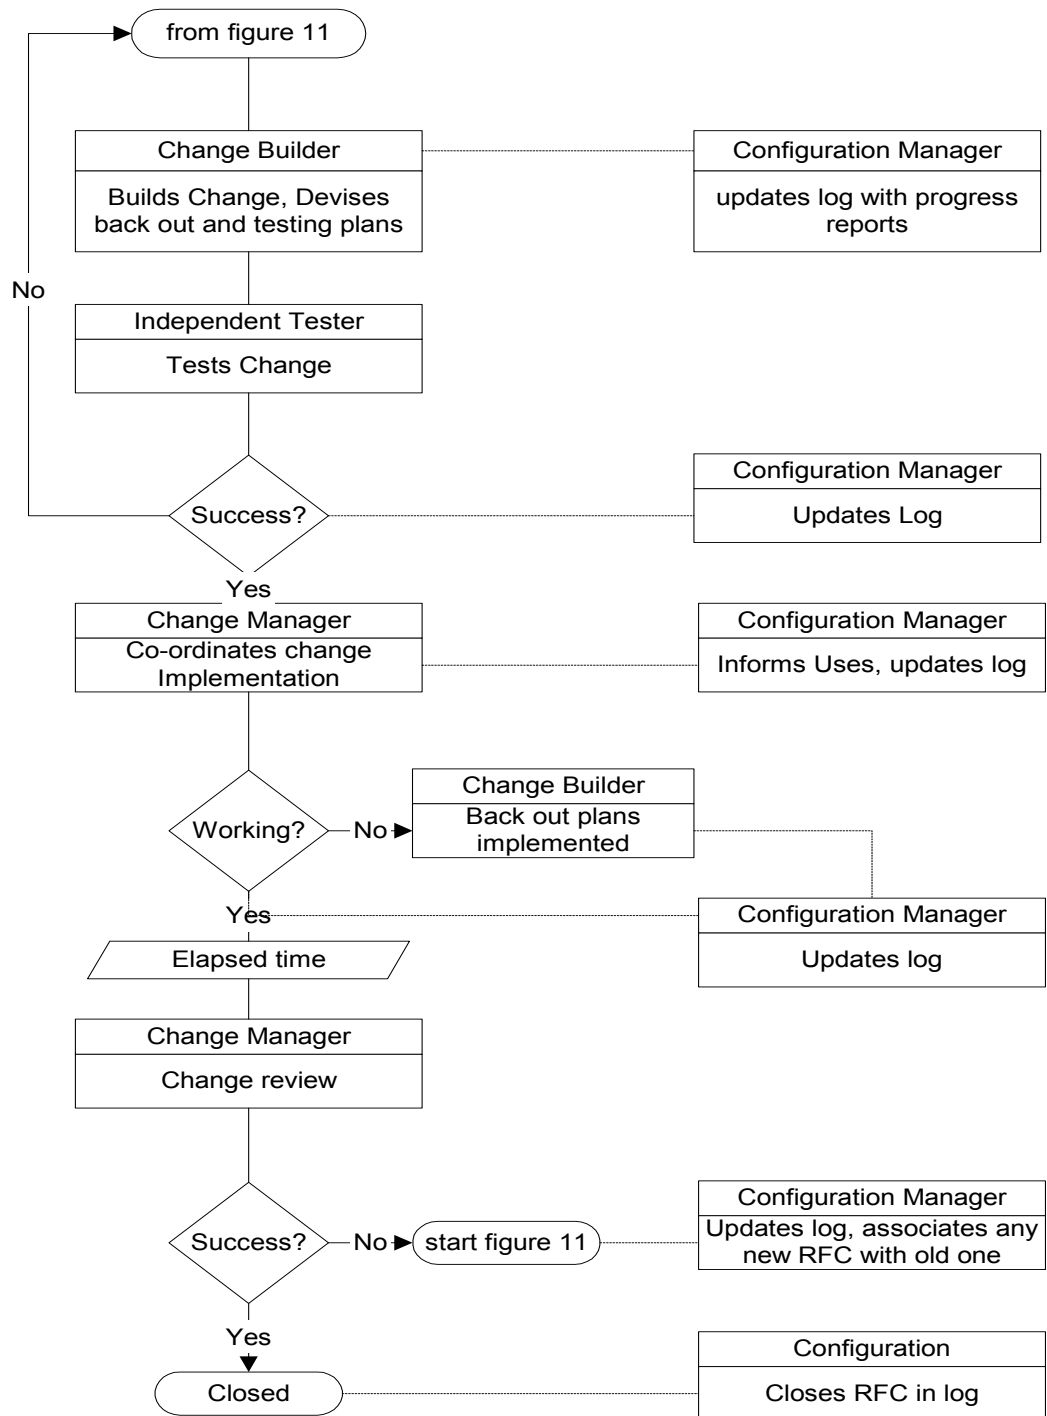 from figure 11
Change Builder
Configuration Manager
Builds Change, Devises
back out and testing plans
updates log with progress
reports
No
Independent Tester
Tests Change
Configuration Manager
Success?
Updates Log
Yes
Change Manager
Configuration Manager
Co-ordinates change
Implementation
Informs Uses, updates log
Change Builder
Working?
No
Back out plans
implemented
Yes
Configuration Manager
Elapsed time
Updates log
Change Manager
Change review
Configuration Manager
Success?
No
start figure 11
Updates log, associates any
new RFC with old one
Yes
Configuration
Closed
Closes RFC in log